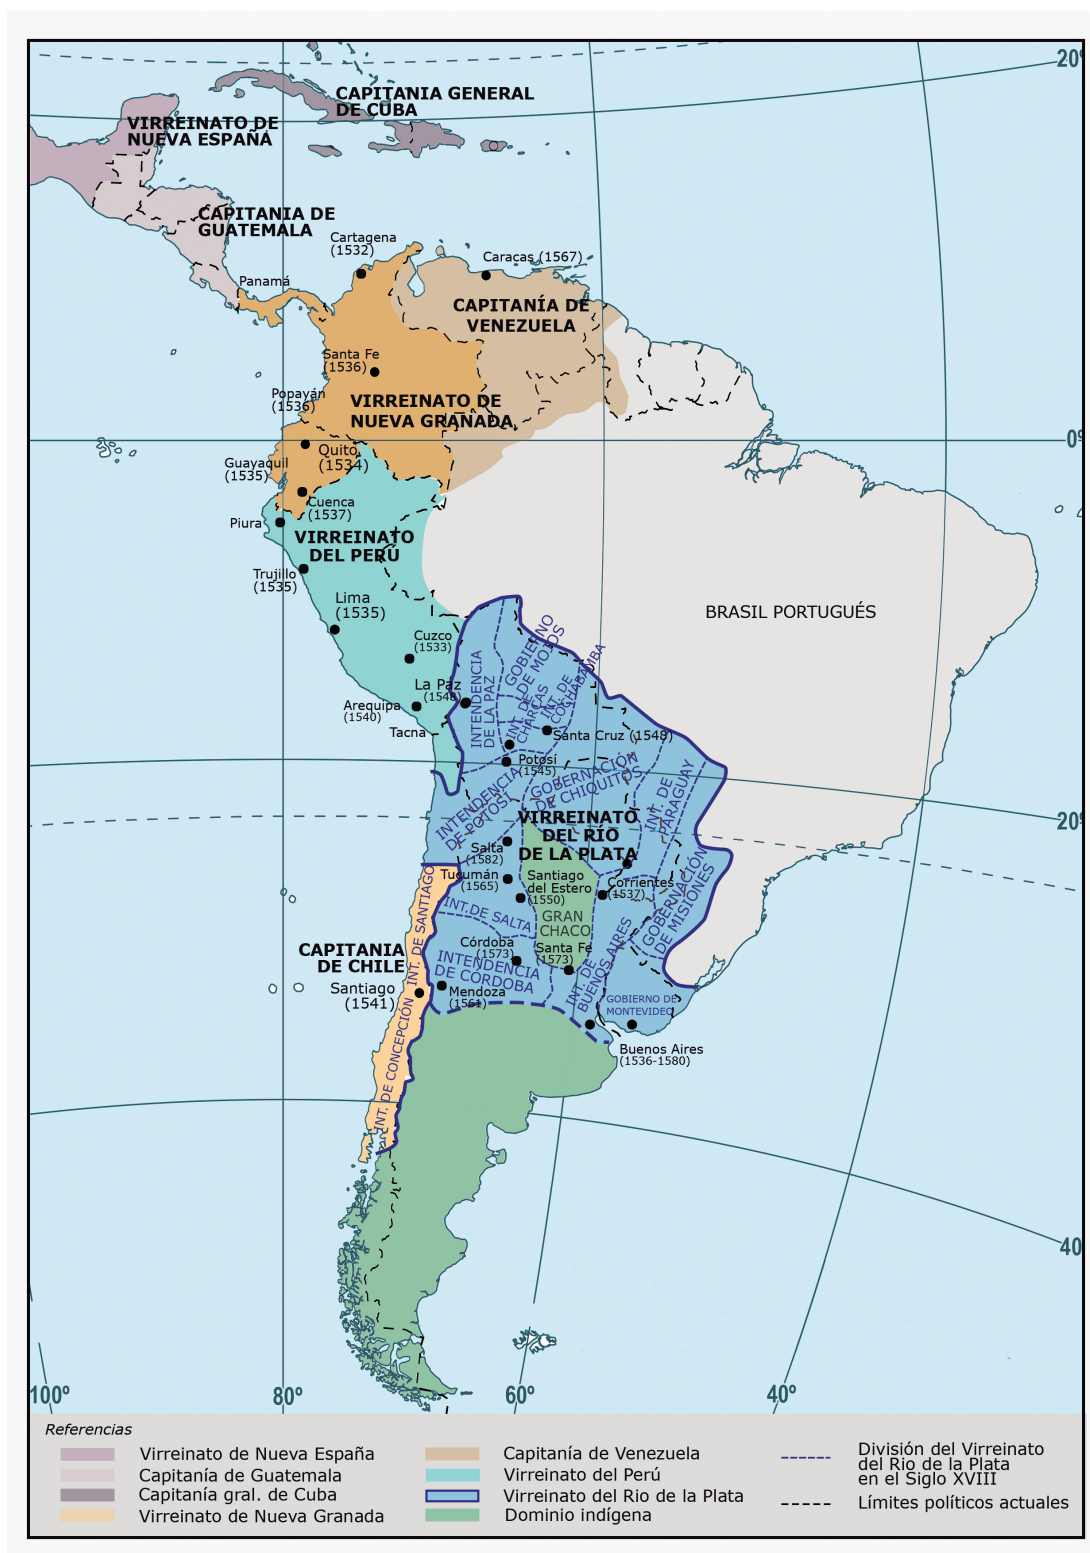 20º
CAPITANIA GENERAL
DE CUBA
VIRREINATO DE
NUEVA ESPAÑA
CAPITANIA DE
GUATEMALA
Cartagena
(1532)
Caracas (1567)
Panamá
CAPITANÍA DE
VENEZUELA
Santa Fe
(1536)
Popayán
(1536)
VIRREINATO DE
NUEVA GRANADA
0º
Quito
(1534)
Guayaquil
(1535)
Cuenca
(1537)
Piura
VIRREINATO
DEL PERÚ
Trujillo
(1535)
Lima
(1535)
BRASIL PORTUGUÉS
Cuzco
(1533)
GOBIERNO
DE MOJOS
INTENDENCIA
DE LA PAZ
INT. DE
CHARCAS
INT. DE
COCHABAMBA
La Paz
(1548)
Arequipa
(1540)
Tacna
Santa Cruz (1548)
Potosí
(1545)
GOBERNACIÓN
DE CHIQUITOS
INTENDENCIA
DE POTOSÍ
INT. DE
PARAGUAY
VIRREINATO
DEL RÍO
DE LA PLATA
20º
Salta
(1582)
Tucumán
(1565)
Santiago
del Estero
(1550)
Corrientes
(1537)
GOBERNACIÓN
DE MISIONES
INT. DE SANTIAGO
INT.DE SALTA
GRAN
CHACO
CAPITANIA
DE CHILE
Córdoba
(1573)
Santa Fe
(1573)
INTENDENCIA
DE CORDOBA
INT. DE
BUENOS AIRES
Santiago
(1541)
Mendoza
(1561)
GOBIERNO DE
MONTEVIDEO
INT. DE CONCEPCIÓN
Buenos Aires
(1536-1580)
40
100º
80º
60º
40º
Referencias
Virreinato de Nueva España
Capitanía de Guatemala
Capitanía gral. de Cuba
Virreinato de Nueva Granada
Capitanía de Venezuela
Virreinato del Perú
Virreinato del Rio de la Plata
Dominio indígena
División del Virreinato
del Rio de la Plata
en el Siglo XVIII
Límites políticos actuales